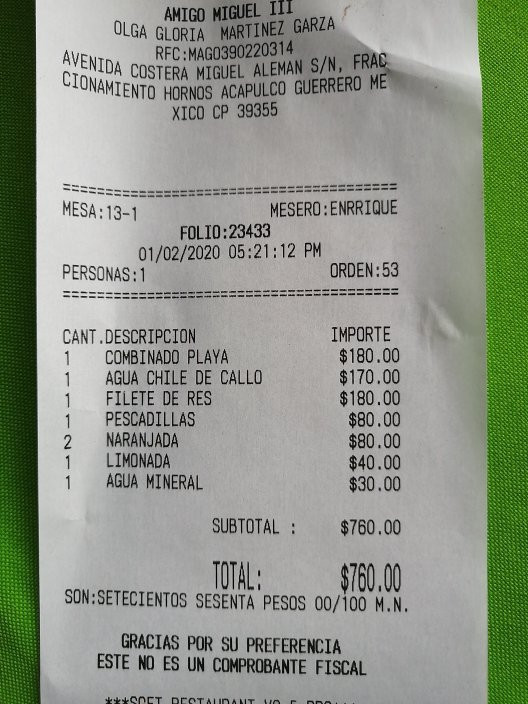 AMIGO MIGUEL III
OLGA GLORIA MARTINEZ GARZA
RFC:MAGO390220314
AVENIDA COSTERA MIGUEL ALEMAN S/N, FRAC
CIONAMIENTO HORNOS ACAPULCO GUERRERO ME
XICO CP 39355
========================================
MESA:13-1 MESERO:ENRRIQUE
FOLIO:23433
01/02/2020 05:21:12 PM
PERSONAS:1 ORDEN:53
========================================
CANT.DESCRIPCION IMPORTE
1 COMBINADO PLAYA $180.00
1 AGUA CHILE DE CALLO $170.00
1 FILETE DE RES $180.00
1 PESCADILLAS $80.00
2 NARANJADA $80.00
1 LIMONADA $40.00
1 AGUA MINERAL $30.00
SUBTOTAL : $760.00
TOTAL: $760.00
SON:SETECIENTOS SESENTA PESOS 00/100 M.N.
GRACIAS POR SU PREFERENCIA
ESTE NO ES UN COMPROBANTE FISCAL
***SOFT RESTAURANT